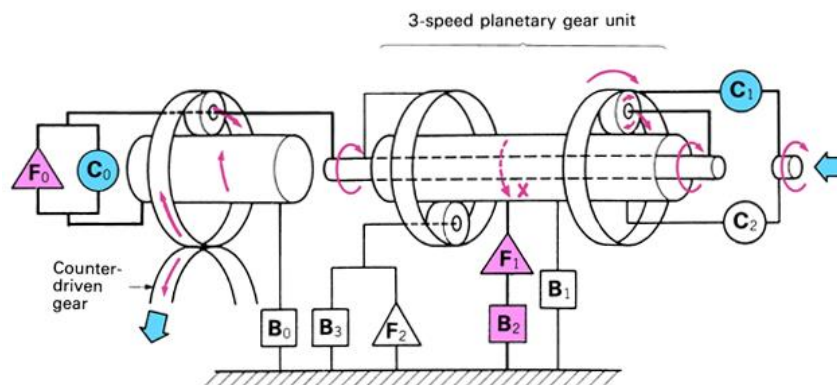 3-speed planetary gear unit
F₀
C₀
C₁
C₂
X
Counter-
driven
gear
F₁
B₁
B₀
B₃
F₂
B₂